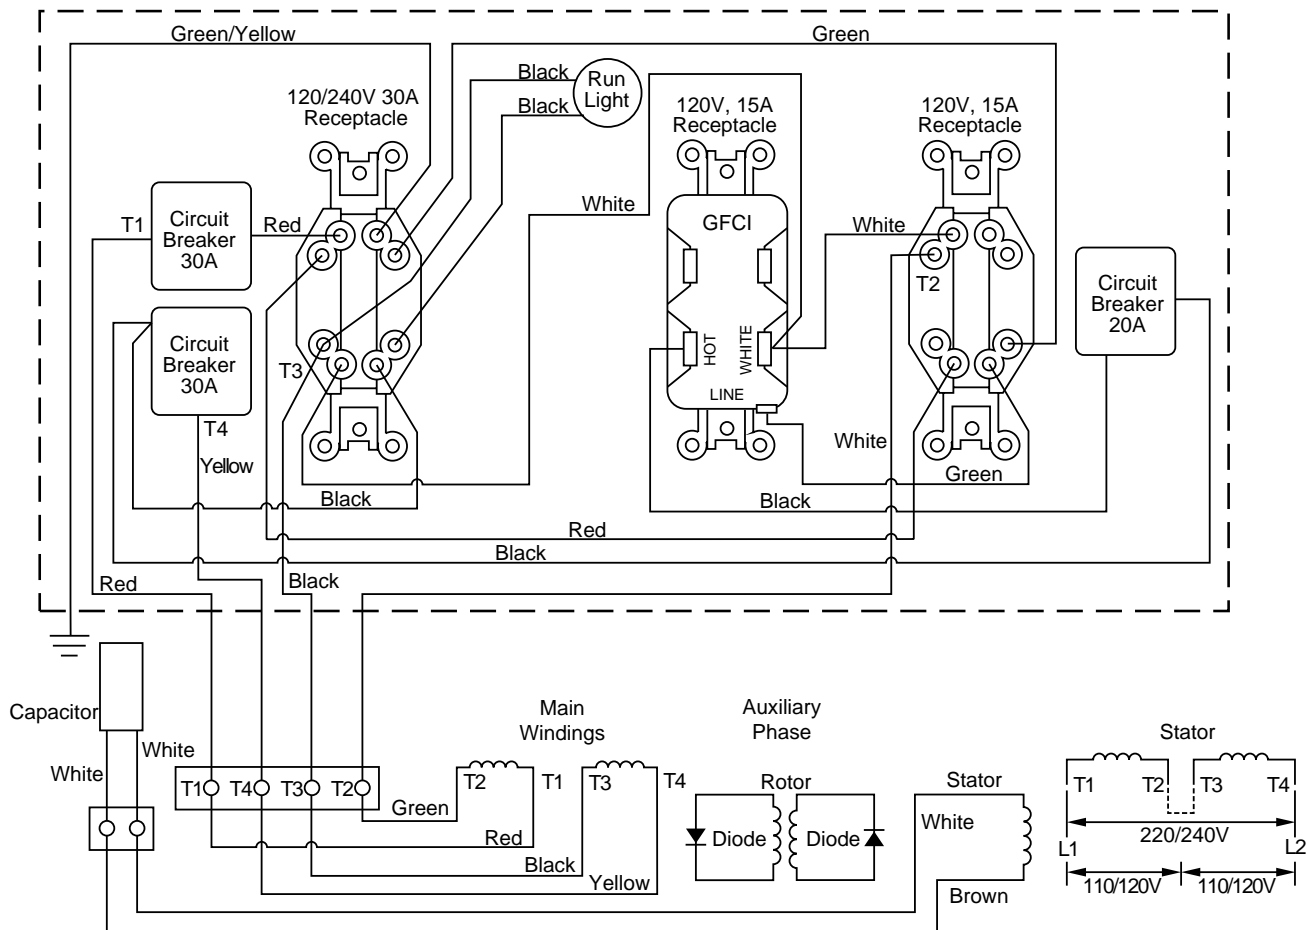 Green/Yellow
Green
Black
Run
Light
Black
120/240V 30A
Receptacle
120V, 15A
Receptacle
120V, 15A
Receptacle
White
T1
Circuit
Breaker
30A
Red
GFCI
White
T2
Circuit
Breaker
20A
Circuit
Breaker
30A
T3
HOT
WHITE
LINE
T4
Yellow
White
Green
Black
Black
Red
Black
Red
Black
Capacitor
White
White
Main
Windings
Auxiliary
Phase
Stator
T1
T4
T3
T2
T2
T1
T3
T4
Green
Red
Black
Yellow
Rotor
Diode
Diode
Stator
White
Brown
T1
T2
T3
T4
220/240V
L1
L2
110/120V
110/120V